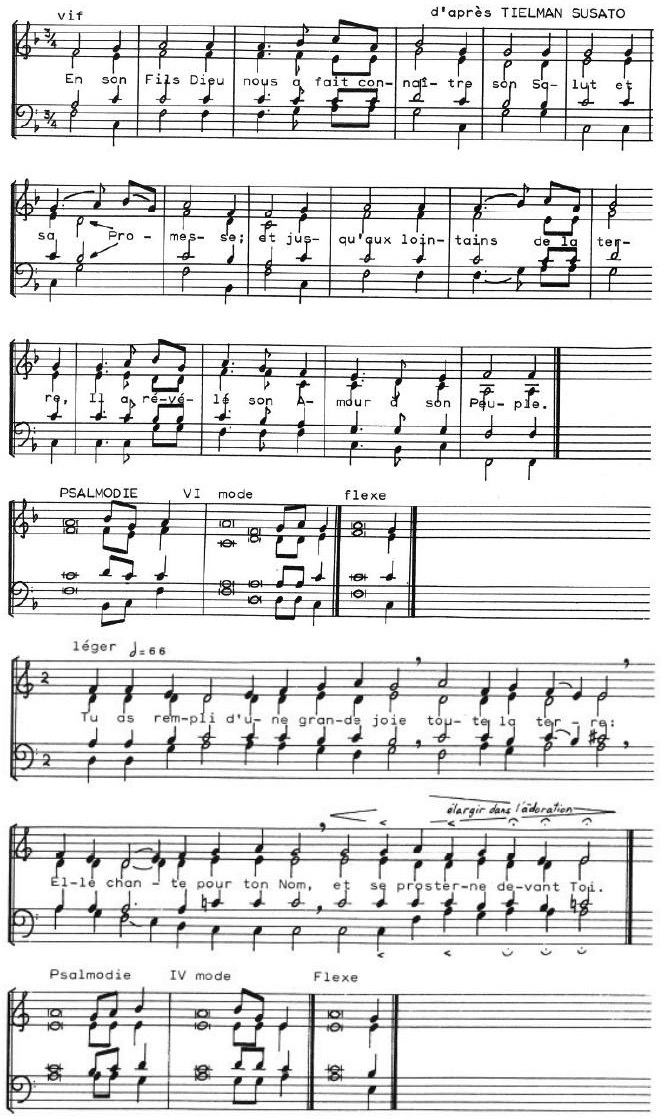 vif d'après TIELMAN SUSATO
En son Fils Dieu nous a fait con- naî- tre son Sa- lut et
sa Pro- mes- se; et jus- qu'aux loin- tains de la ter-
re, Il a ré-vé- lé son A- mour à son Peu- ple.
PSALMODIE VI mode flexe
léger ♩=66
Tu as rem-pli d'u- ne gran-de joie tou- te la ter - re:
élargir dans l'adoration
El-le chan - te pour ton Nom, et se proster-ne de-vant Toi.
Psalmodie IV mode Flexe